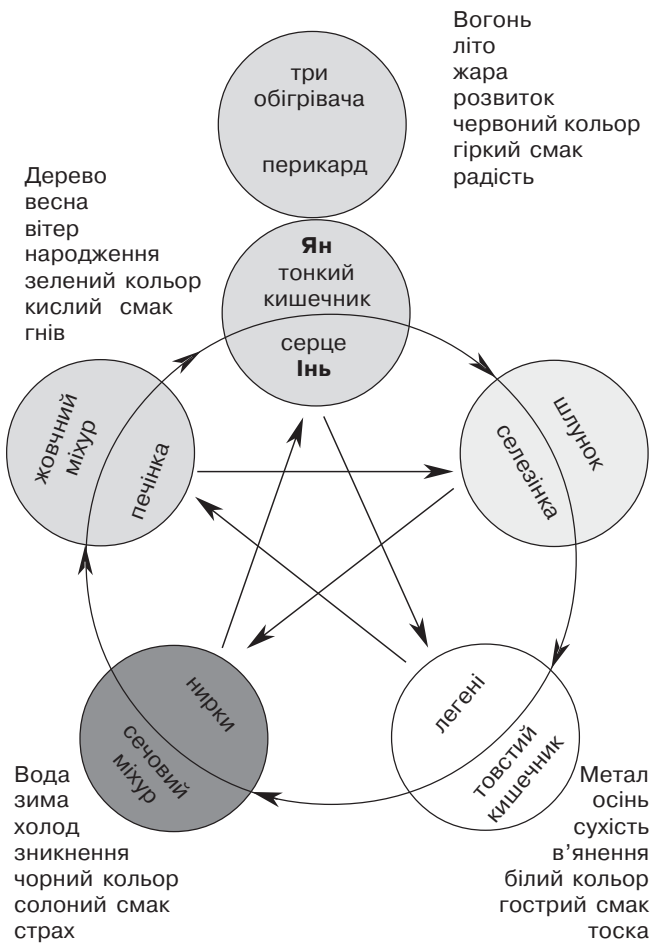 Вогонь
літо
жара
розвиток
червоний кольор
гіркий смак
радість
три
обігрівача
перикард
Дерево
весна
вітер
народження
зелений кольор
кислий смак
гнів
Ян
тонкий
кишечник
серце
Інь
жовчний
міхур
печінка
шлунок
селезінка
нирки
сечовий
міхур
легені
товстий
кишечник
Вода
зима
холод
зникнення
чорний кольор
солоний смак
страх
Метал
осінь
сухість
в’янення
білий кольор
гострий смак
тоска